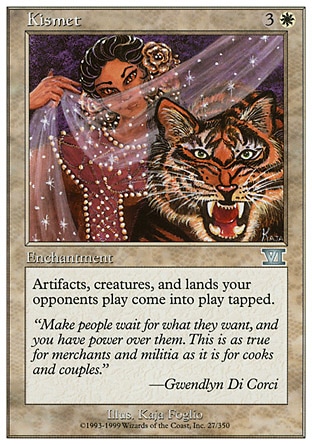 Kismet 3
Kaja
Enchantment VI
Artifacts, creatures, and lands your
opponents play come into play tapped.
“Make people wait for what they want, and
you have power over them. This is as true
for merchants and militia as it is for cooks
and couples.”
—Gwendlyn Di Corci
Illus. Kaja Foglio
©1993-1999 Wizards of the Coast, Inc. 27/350